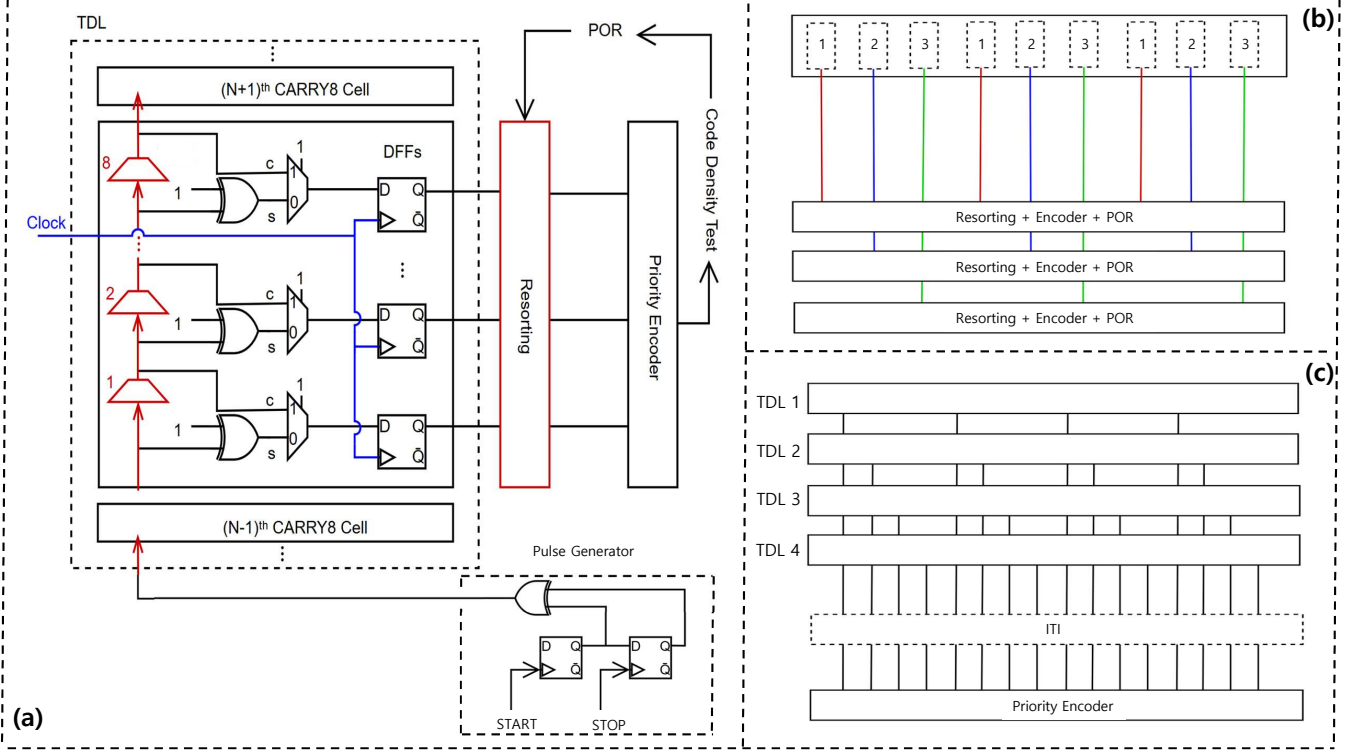 TDL
(N+1)th CARRY8 Cell
8
1
c
s
1
1
0
DFFs
D Q
Q̄
Clock
2
1
c
s
1
1
0
D Q
Q̄
1
1
c
s
1
1
0
D Q
Q̄
(N-1)th CARRY8 Cell
POR
Resorting
Priority Encoder
Code Density Test
Pulse Generator
D Q
Q̄
D Q
Q̄
START
STOP
(a)
(b)
1 2 3 1 2 3 1 2 3
Resorting + Encoder + POR
Resorting + Encoder + POR
Resorting + Encoder + POR
(c)
TDL 1
TDL 2
TDL 3
TDL 4
ITI
Priority Encoder